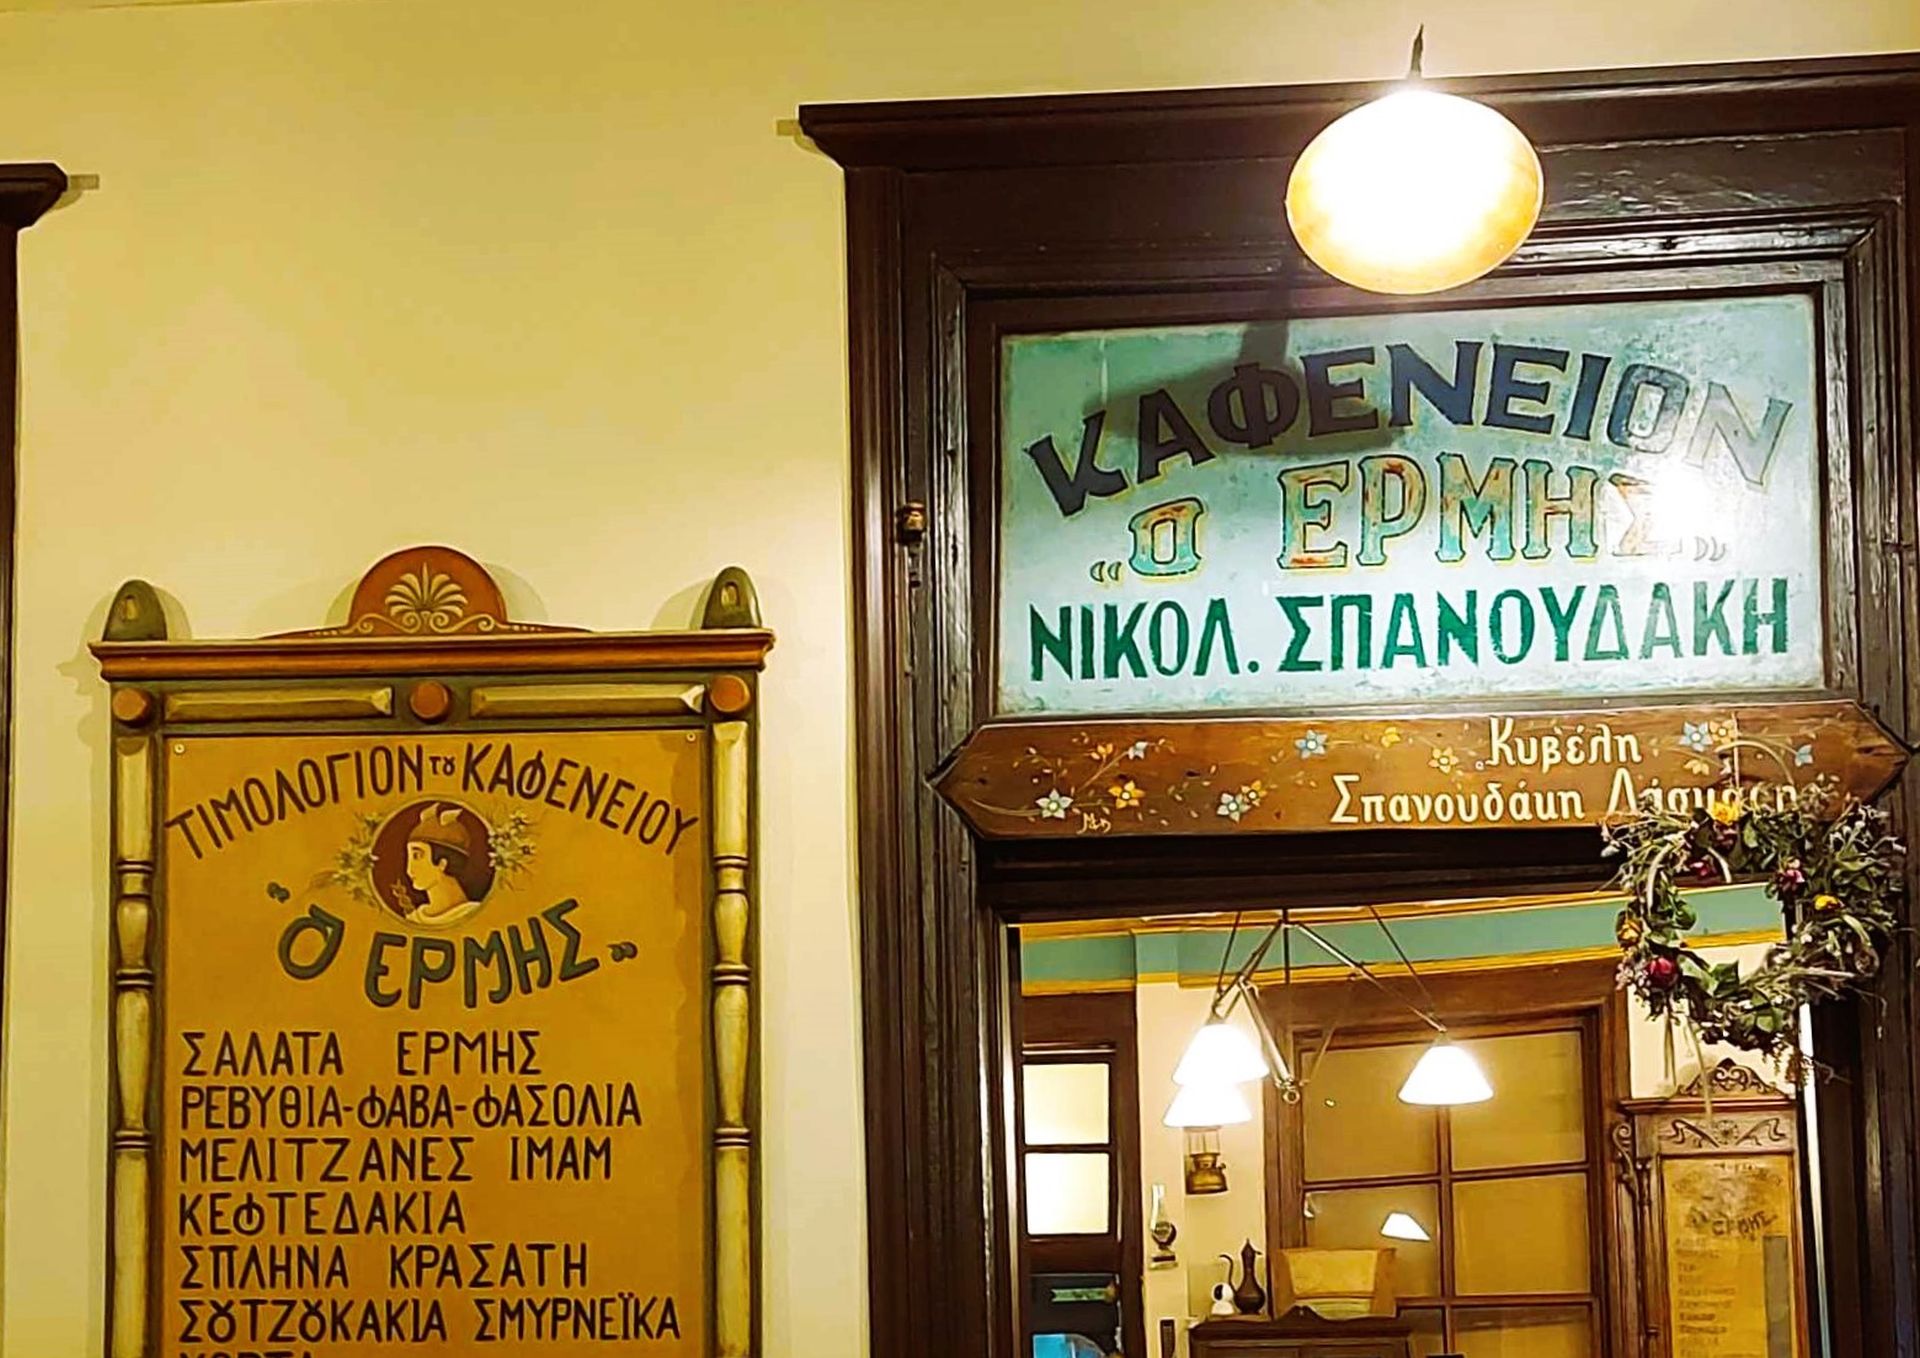 ΤΙΜΟΛΟΓΙΟΝ τȣ ΚΑΦΕΝΕΙΟΥ
"Ο ΕΡΜΗΣ"
ΣΑΛΑΤΑ ΕΡΜΗΣ
ΡΕΒΥΘΙΑ-ΦΑΒΑ-ΦΑΣΟΛΙΑ
ΜΕΛΙΤΖΑΝΕΣ ΙΜΑΜ
ΚΕΦΤΕΔΑΚΙΑ
ΣΠΛΗΝΑ ΚΡΑΣΑΤΗ
ΣȢΤΖȢΚΑΚΙΑ ΣΜΥΡΝΕΪΚΑ
ΚΑΦΕΝΕΙΟΝ
„Ο ΕΡΜΗΣ"
ΝΙΚΟΛ. ΣΠΑΝΟΥΔΑΚΗ
Κυβέλη
Σπανουδάκη
ΕΡΜΗΣ